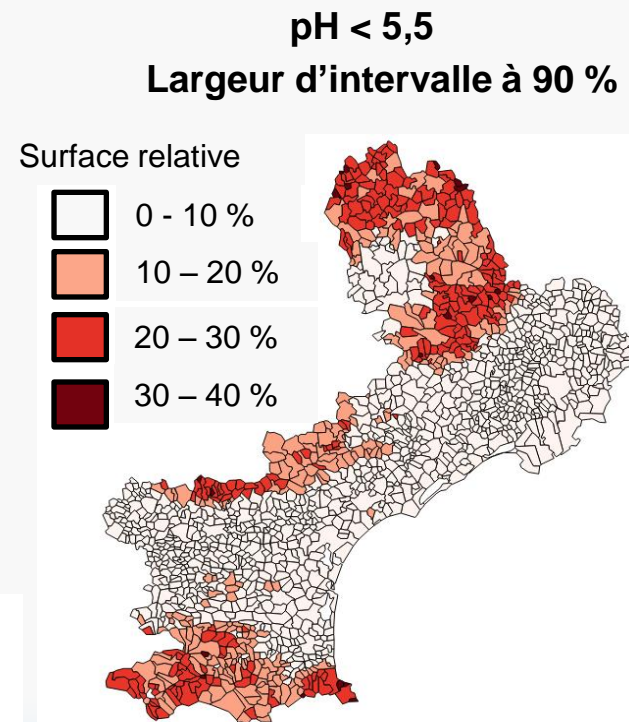 pH < 5,5
Largeur d’intervalle à 90 %
Surface relative
0 - 10 %
10 – 20 %
20 – 30 %
30 – 40 %